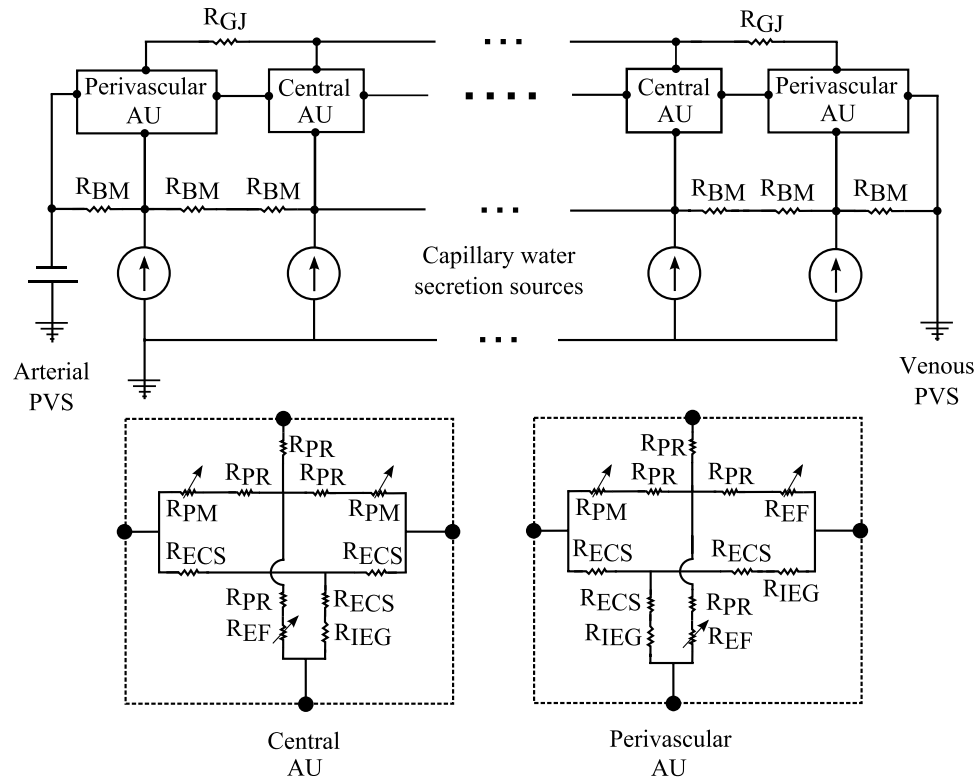 RGJ
RGJ
Perivascular
AU
Central
AU
Central
AU
Perivascular
AU
RBM
RBM
RBM
RBM
RBM
RBM
Capillary water
secretion sources
Arterial
PVS
Venous
PVS
RPR
RPR
RPR
RPM
RPM
RECS
RECS
RPR
RECS
REF
RIEG
Central
AU
RPR
RPR
RPR
RPM
REF
RECS
RECS
RIEG
RECS
RPR
RIEG
REF
Perivascular
AU